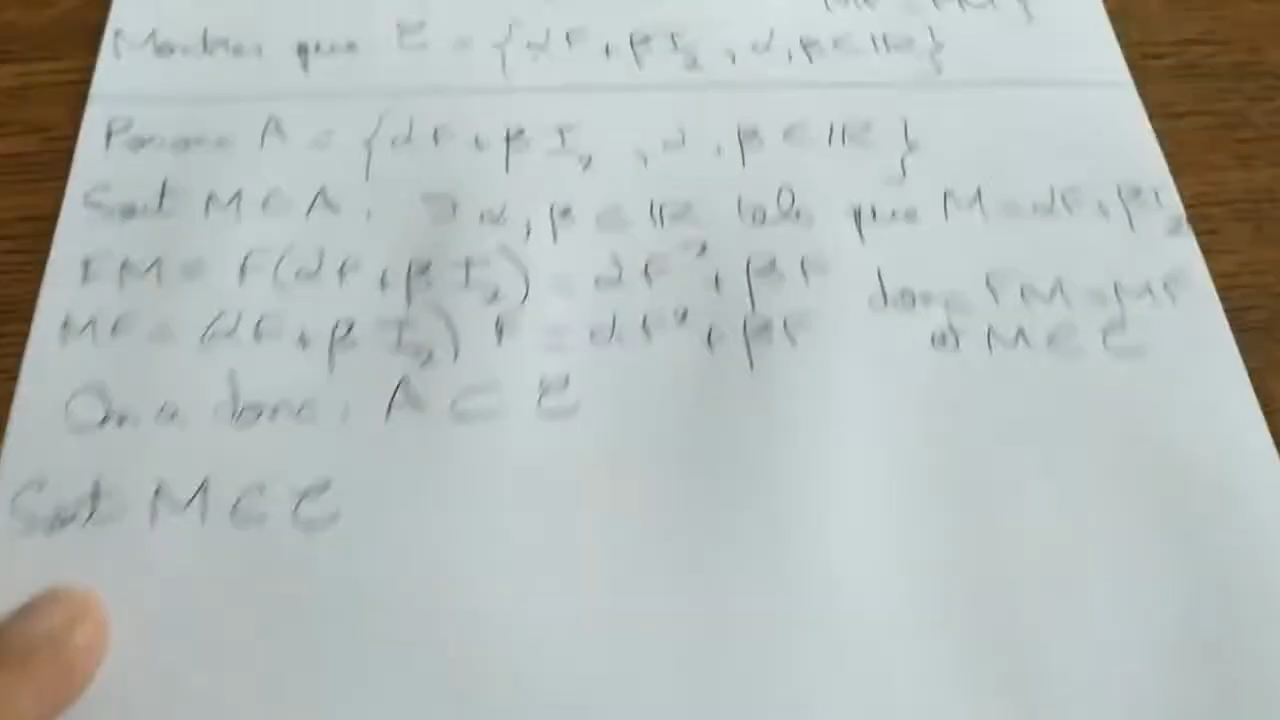 Montrer que C = {αF + βI₂, α, β ∈ ℝ}
Posons A = {αF + βI₂, α, β ∈ ℝ}
Soit M ∈ A, ∃ α, β ∈ ℝ tels que M = αF + βI₂
FM = F(αF + βI₂) = αF² + βF donc FM = MF
MF = (αF + βI₂) F = αF² + βF et M ∈ C
On a donc, A ⊂ C
Soit M ∈ C